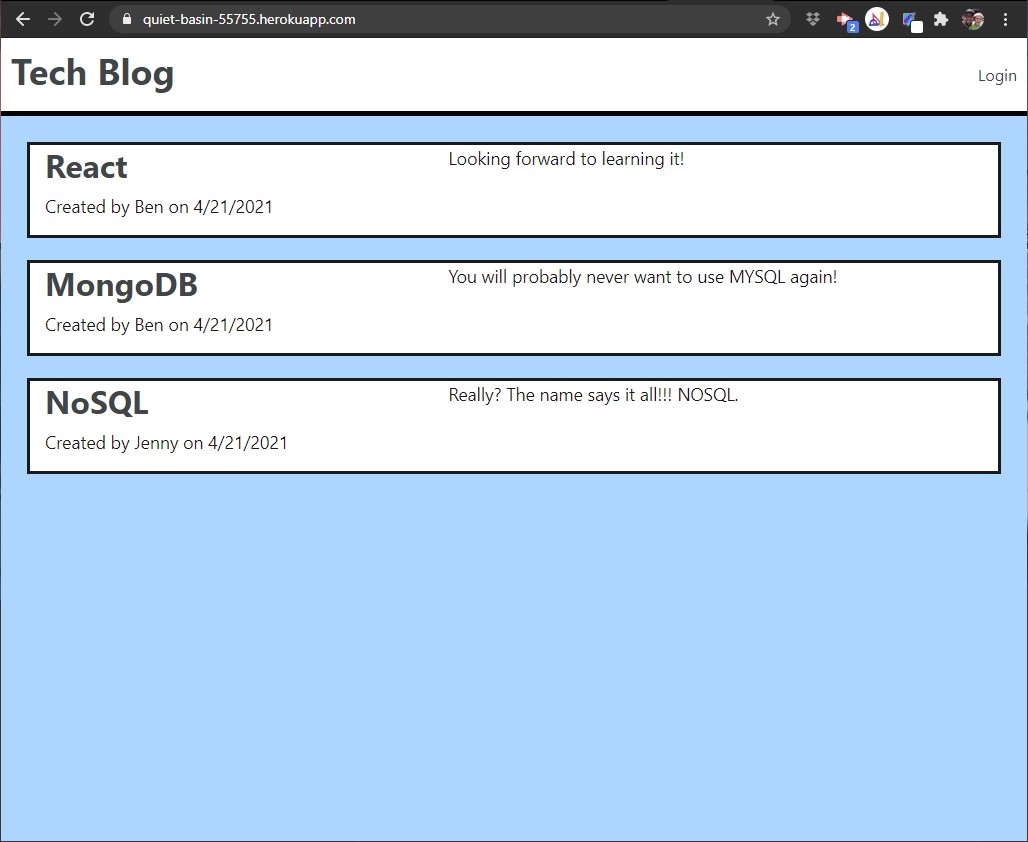 quiet-basin-55755.herokuapp.com
2
Tech Blog
Login
React
Looking forward to learning it!
Created by Ben on 4/21/2021
MongoDB
You will probably never want to use MYSQL again!
Created by Ben on 4/21/2021
NoSQL
Really? The name says it all!!! NOSQL.
Created by Jenny on 4/21/2021